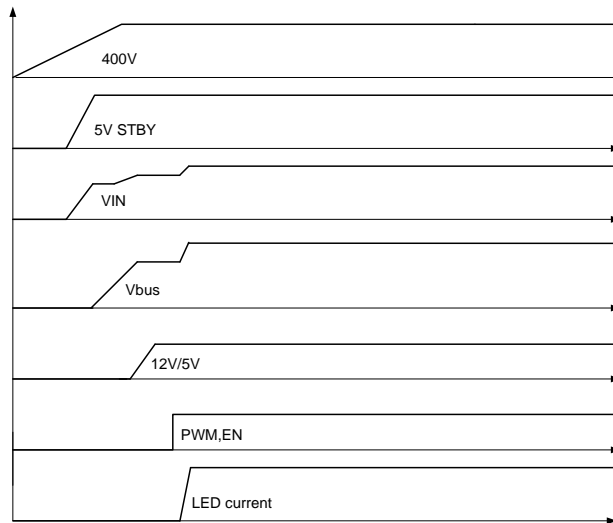 400V
5V STBY
VIN
Vbus
12V/5V
PWM,EN
LED current